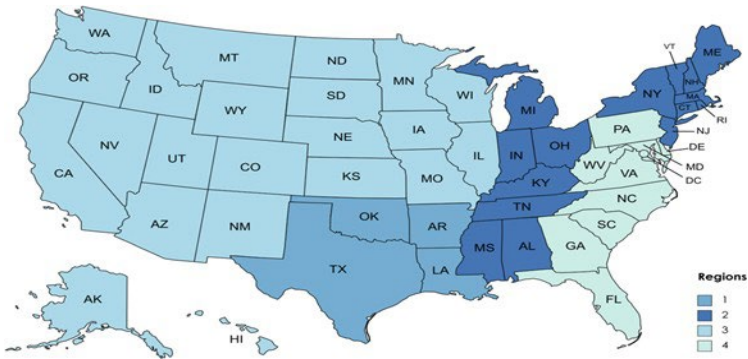 WA
MT
ND
MN
VT
ME
OR
ID
SD
WI
NH
NY
MA
WY
MI
CT
RI
NV
NE
IA
PA
NJ
UT
CO
IL
IN
OH
DE
CA
KS
MO
WV
VA
MD
DC
KY
AZ
NM
OK
AR
TN
NC
SC
TX
LA
MS
AL
GA
FL
AK
HI
Regions
1
2
3
4